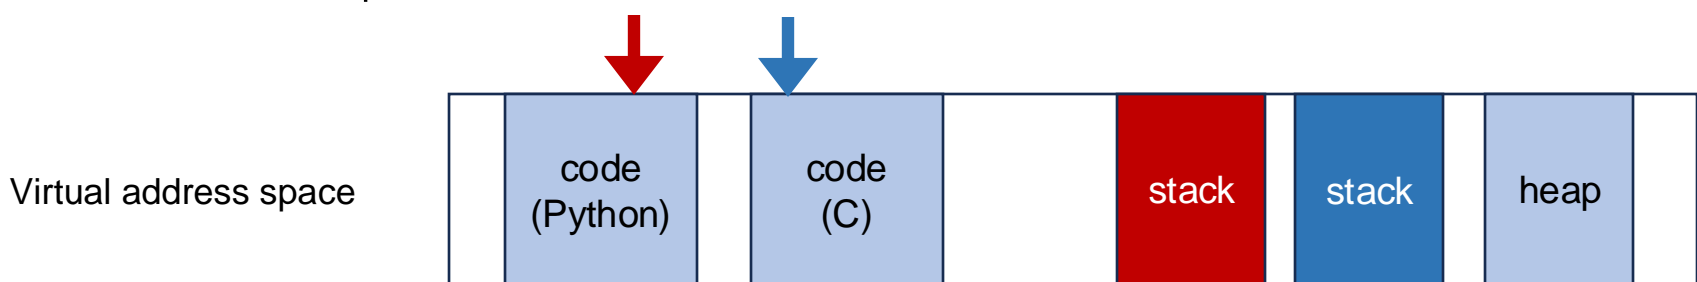 code
(Python)
code
(C)
Virtual address space
stack
stack
heap